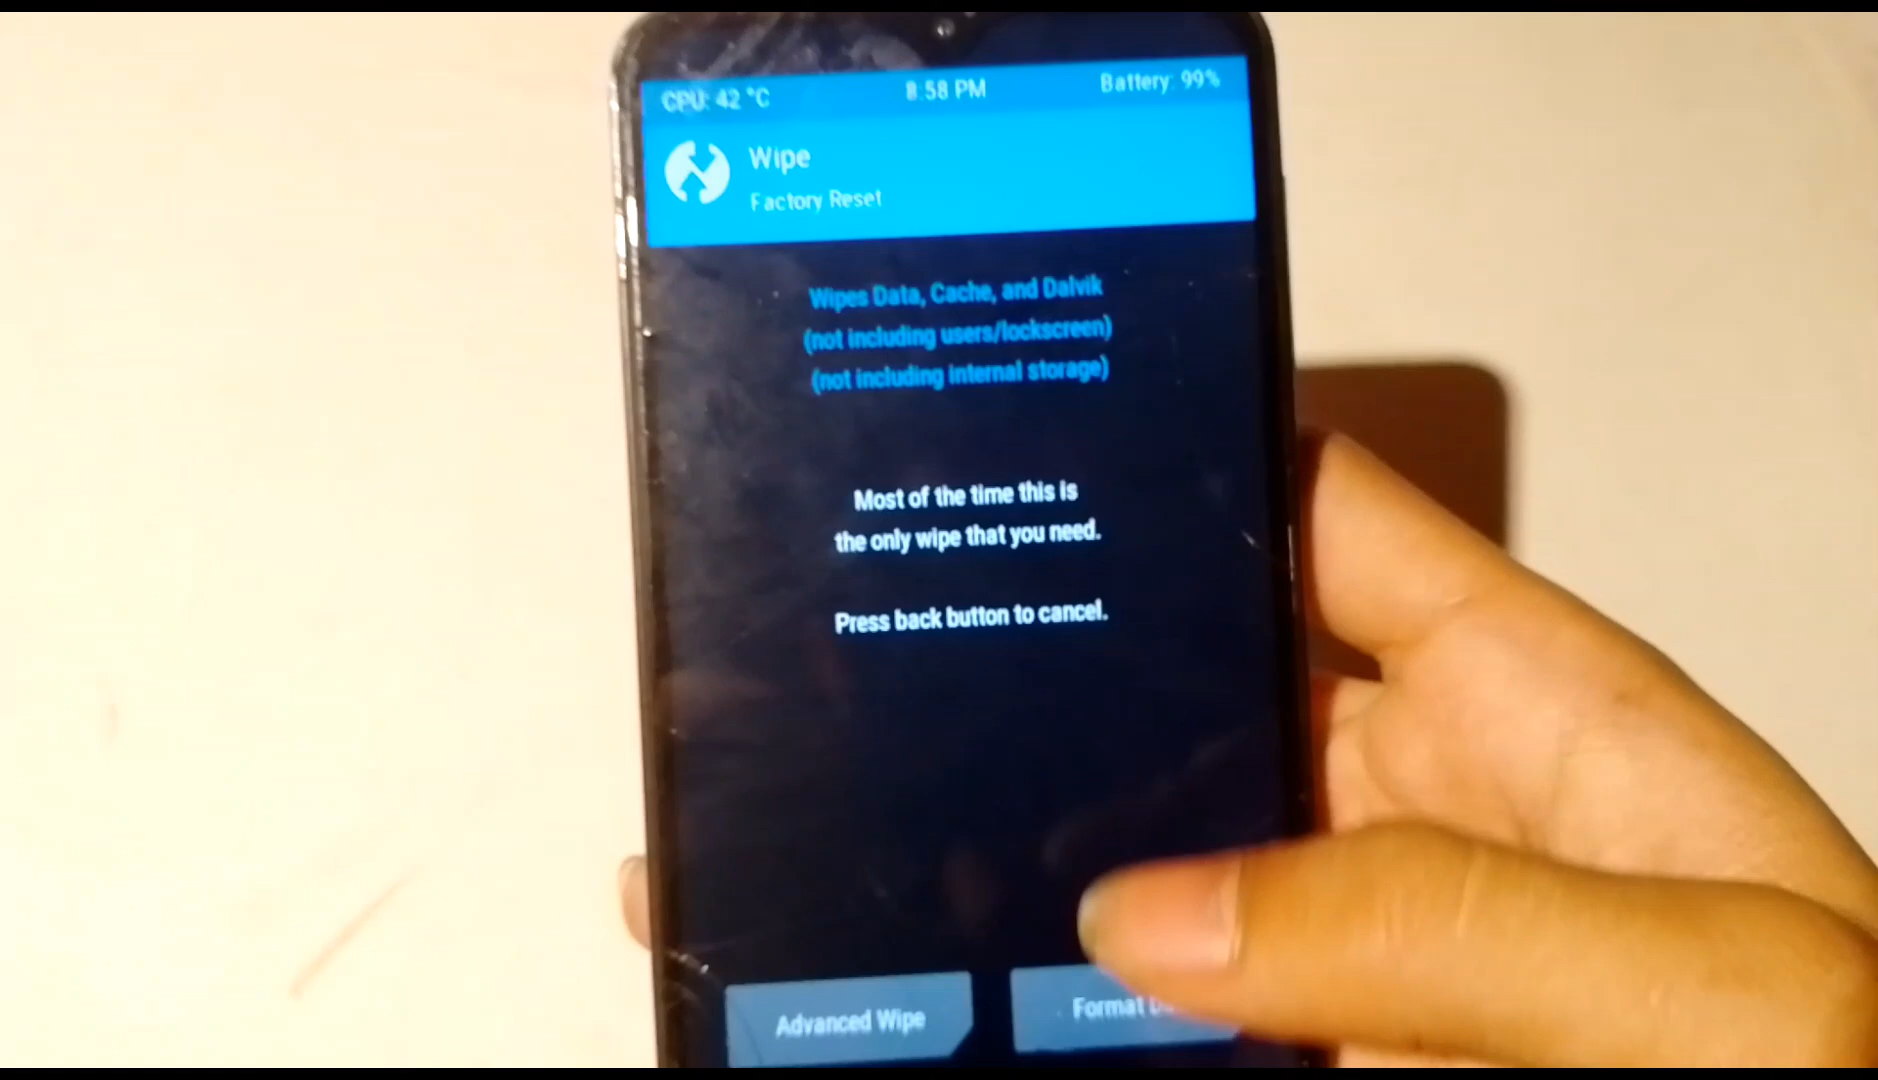 CPU: 42 °C 8:58 PM Battery: 99%
Wipe
Factory Reset
Wipes Data, Cache, and Dalvik
(not including users/lockscreen)
(not including internal storage)
Most of the time this is
the only wipe that you need.
Press back button to cancel.
Advanced Wipe
Format